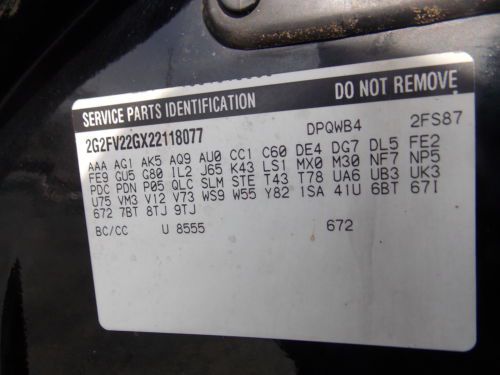 SERVICE PARTS IDENTIFICATION DO NOT REMOVE
2G2FV22GX22118077 DPQWB4 2FS87
AAA AG1 AK5 AQ9 AU0 CC1 C60 DE4 DG7 DL5 FE2
FE9 GU5 G80 IL2 J65 K43 LS1 MX0 M30 NF7 NP5
PDC PDN P05 QLC SLM STE T43 T78 UA6 UB3 UK3
U75 VM3 V12 V73 WS9 W55 Y82 ISA 41U 6BT 67I
672 7BT 8TJ 9TJ
BC/CC U 8555 672